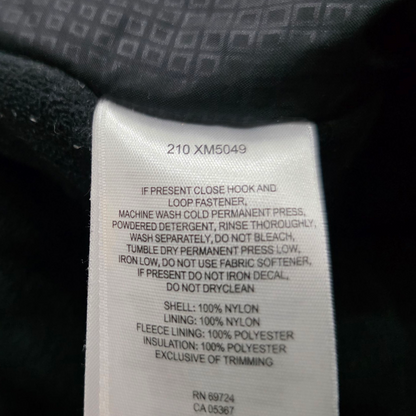 210 XM5049
IF PRESENT CLOSE HOOK AND
LOOP FASTENER,
MACHINE WASH COLD PERMANENT PRESS,
POWDERED DETERGENT, RINSE THOROUGHLY,
WASH SEPARATELY, DO NOT BLEACH,
TUMBLE DRY PERMANENT PRESS LOW,
IRON LOW, DO NOT USE FABRIC SOFTENER,
IF PRESENT DO NOT IRON DECAL,
DO NOT DRYCLEAN
SHELL: 100% NYLON
LINING: 100% NYLON
FLEECE LINING: 100% POLYESTER
INSULATION: 100% POLYESTER
EXCLUSIVE OF TRIMMING
RN 69724
CA 05367